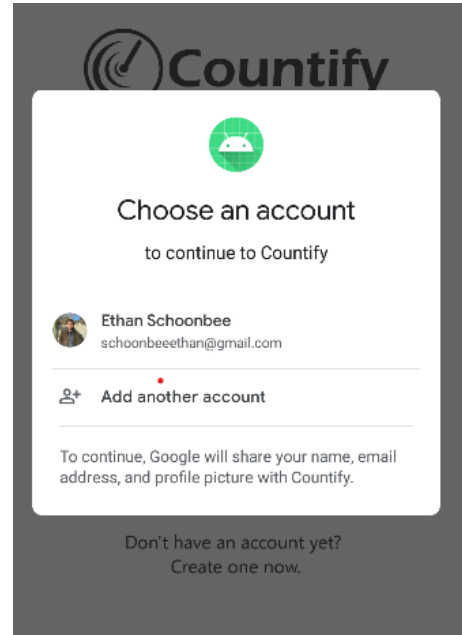 Countify
Choose an account
to continue to Countify
Ethan Schoonbee
schoonbeeethan@gmail.com
Add another account
To continue, Google will share your name, email
address, and profile picture with Countify.
Don't have an account yet?
Create one now.